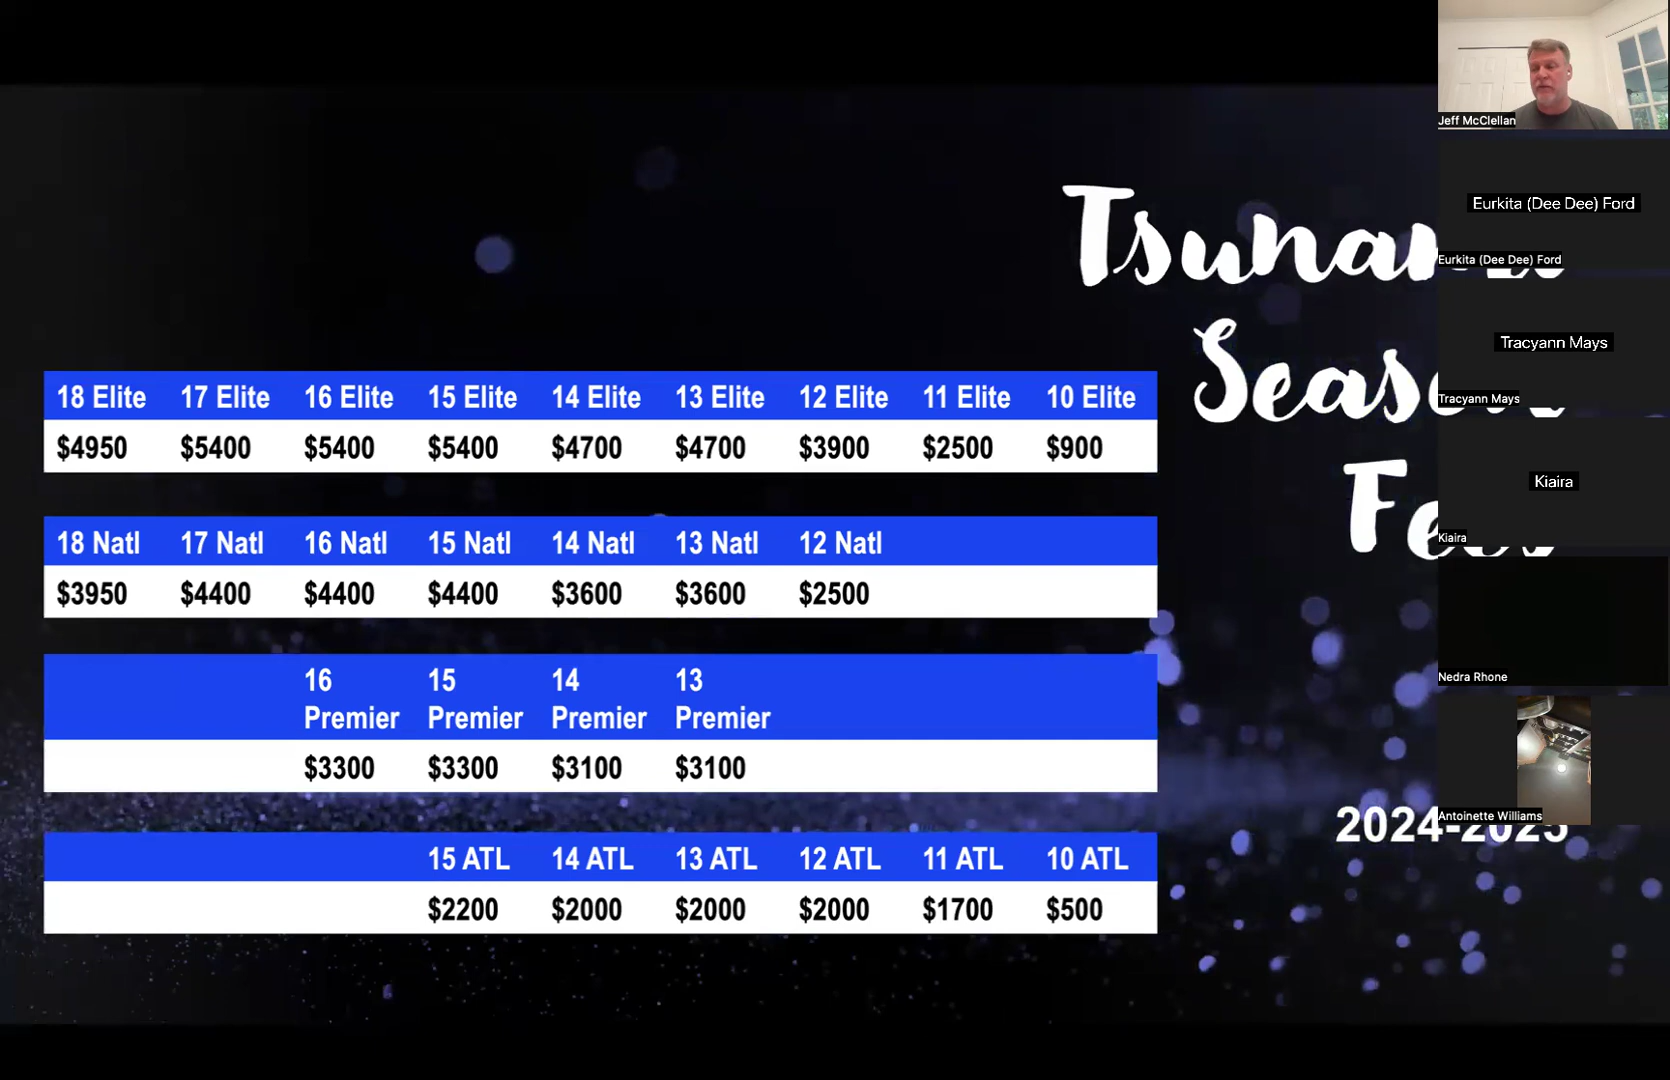 Jeff McClellan
Eurkita (Dee Dee) Ford
Eurkita (Dee Dee) Ford
Tracyann Mays
Tracyann Mays
Kiaira
Kiaira
Nedra Rhone
Antoinette Williams
18 Elite 17 Elite 16 Elite 15 Elite 14 Elite 13 Elite 12 Elite 11 Elite 10 Elite
$4950 $5400 $5400 $5400 $4700 $4700 $3900 $2500 $900
18 Natl 17 Natl 16 Natl 15 Natl 14 Natl 13 Natl 12 Natl
$3950 $4400 $4400 $4400 $3600 $3600 $2500
16 15 14 13
Premier Premier Premier Premier
$3300 $3300 $3100 $3100
15 ATL 14 ATL 13 ATL 12 ATL 11 ATL 10 ATL
$2200 $2000 $2000 $2000 $1700 $500
2024-2025